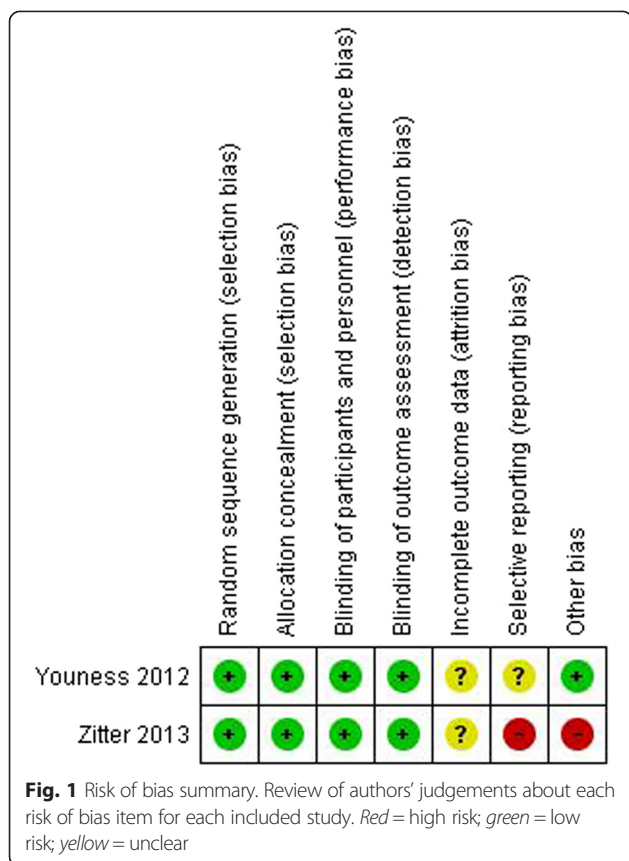 Random sequence generation (selection bias)
Allocation concealment (selection bias)
Blinding of participants and personnel (performance bias)
Blinding of outcome assessment (detection bias)
Incomplete outcome data (attrition bias)
Selective reporting (reporting bias)
Other bias
Youness 2012 + + + + ? ? +
Zitter 2013 + + + + ? - -
Fig. 1 Risk of bias summary. Review of authors’ judgements about each
risk of bias item for each included study. Red = high risk; green = low
risk; yellow = unclear